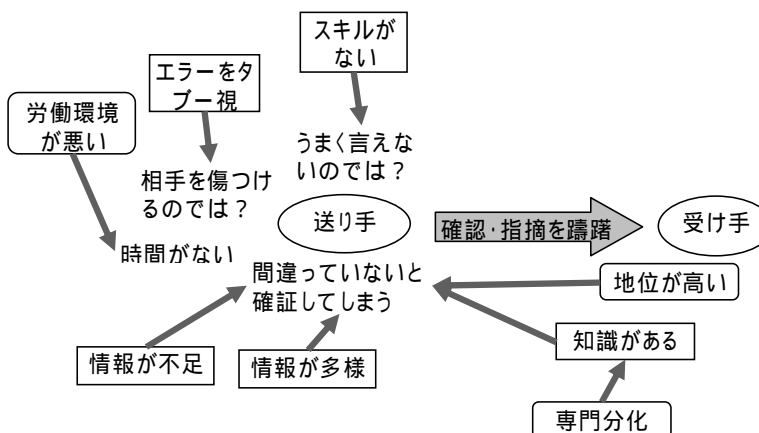 スキルが
ない
エラーをタ
ブー視
労働環境
が悪い
うまく言えな
いのでは？
相手を傷つけ
るのでは？
送り手
確認・指摘を躊躇
受け手
時間がない
間違っていないと
確証してしまう
地位が高い
知識がある
情報が不足
情報が多様
専門分化